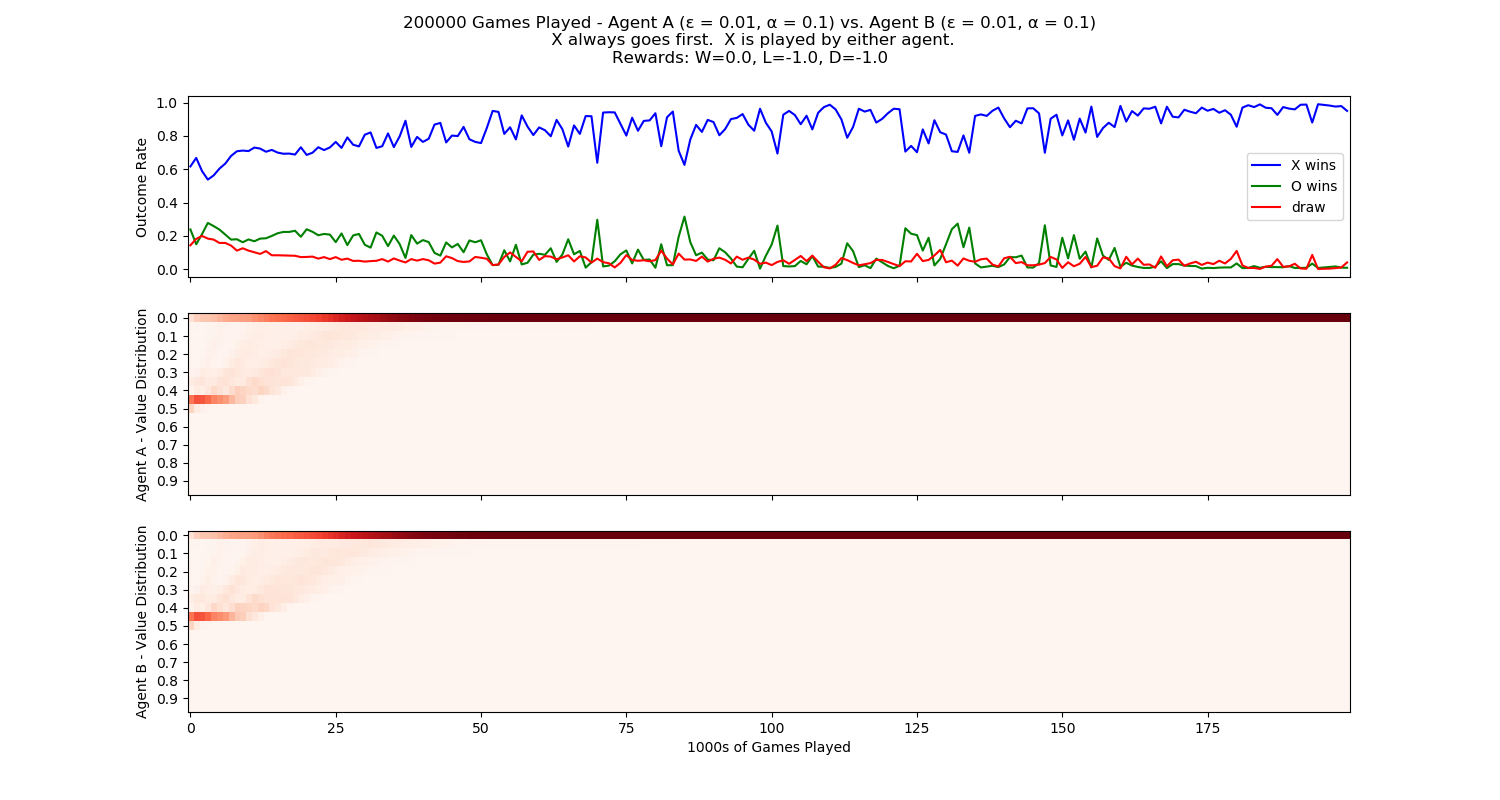 200000 Games Played - Agent A (ε = 0.01, α = 0.1) vs. Agent B (ε = 0.01, α = 0.1)
X always goes first.  X is played by either agent.
Rewards: W=0.0, L=-1.0, D=-1.0
Outcome Rate
1.0
0.8
0.6
0.4
0.2
0.0
X wins
O wins
draw
Agent A - Value Distribution
0.0
0.1
0.2
0.3
0.4
0.5
0.6
0.7
0.8
0.9
Agent B - Value Distribution
0.0
0.1
0.2
0.3
0.4
0.5
0.6
0.7
0.8
0.9
0 25 50 75 100 125 150 175
1000s of Games Played